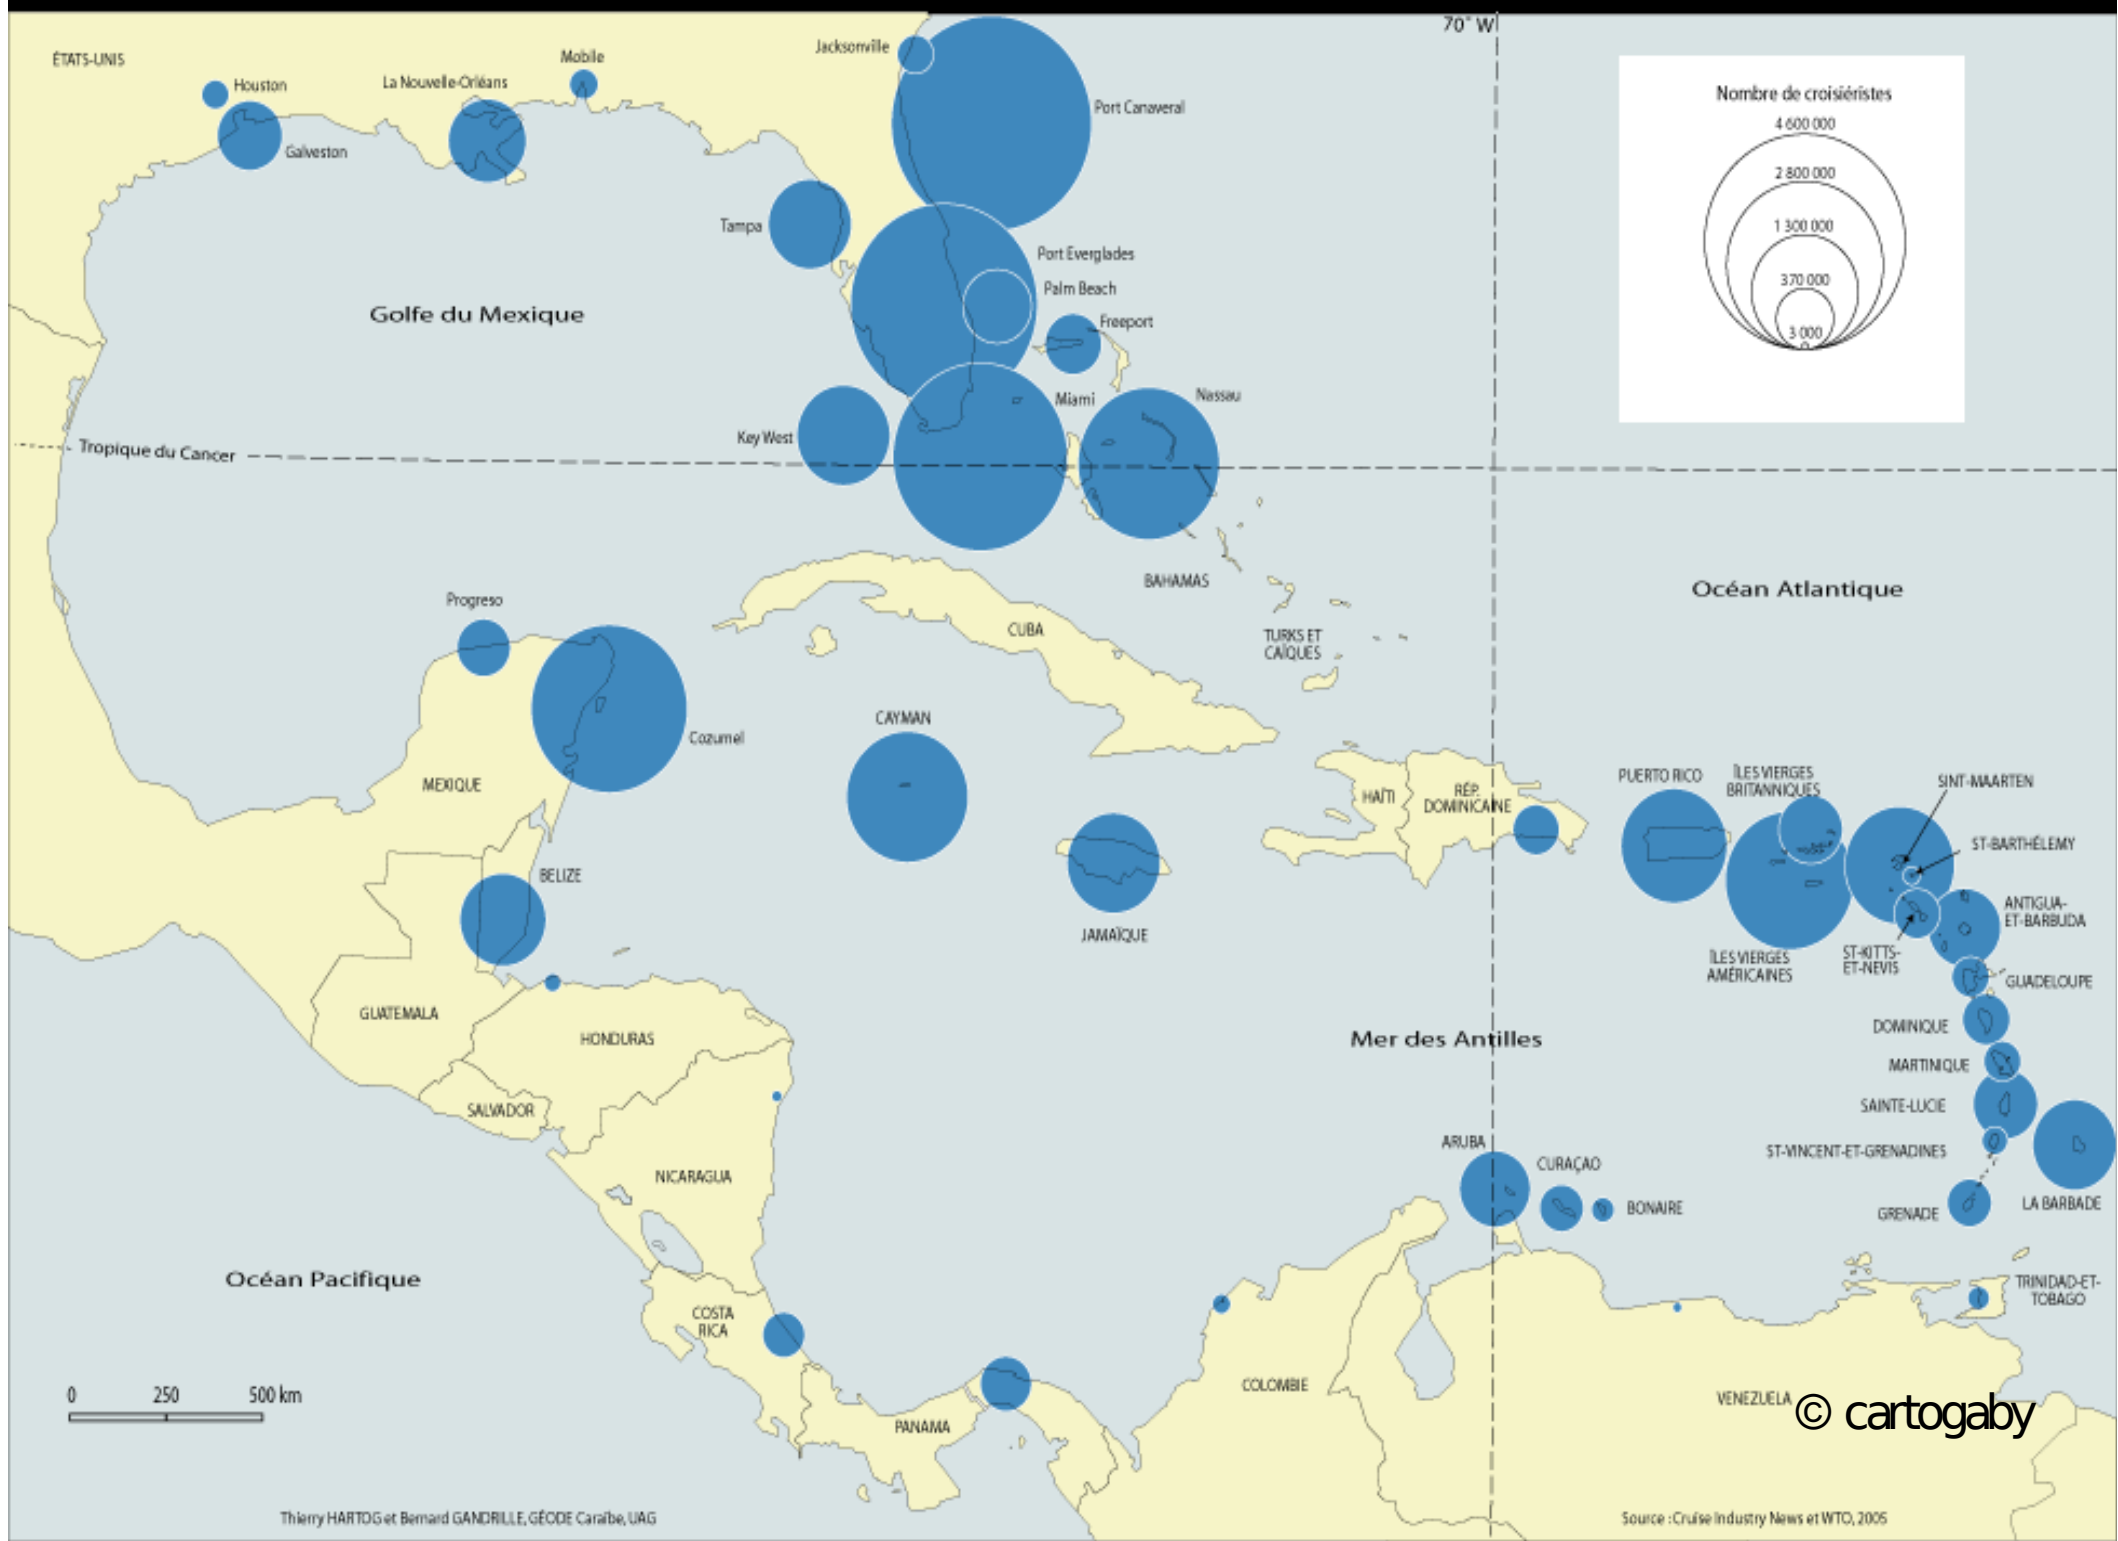 70° W
Jacksonville
ÉTATS-UNIS
Mobile
Houston
La Nouvelle-Orléans
Galveston
Port Canaveral
Nombre de croisiéristes
4 600 000
2 800 000
1 300 000
370 000
3 000
Tampa
Port Everglades
Palm Beach
Freeport
Golfe du Mexique
Miami
Nassau
Key West
Tropique du Cancer
BAHAMAS
Océan Atlantique
Progreso
CUBA
TURKS ET
CAÏQUES
Cozumel
CAYMAN
MEXIQUE
HAÏTI
RÉP.
DOMINICAINE
PUERTO RICO
ÎLES VIERGES
BRITANNIQUES
SINT-MAARTEN
ST-BARTHÉLEMY
BELIZE
JAMAÏQUE
ANTIGUA-
ET-BARBUDA
ÎLES VIERGES
AMÉRICAINES
ST-KITTS-
ET-NEVIS
GUADELOUPE
GUATEMALA
HONDURAS
Mer des Antilles
DOMINIQUE
MARTINIQUE
SALVADOR
SAINTE-LUCIE
NICARAGUA
ARUBA
CURAÇAO
BONAIRE
ST-VINCENT-ET-GRENADINES
GRENADE
LA BARBADE
Océan Pacifique
COSTA
RICA
TRINIDAD-ET-
TOBAGO
0 250 500 km
PANAMA
COLOMBIE
VENEZUELA
© cartogaby
Thierry HARTOG et Bernard GANDRILLE, GÉODE Caraïbe, UAG
Source : Cruise Industry News et WTO, 2005